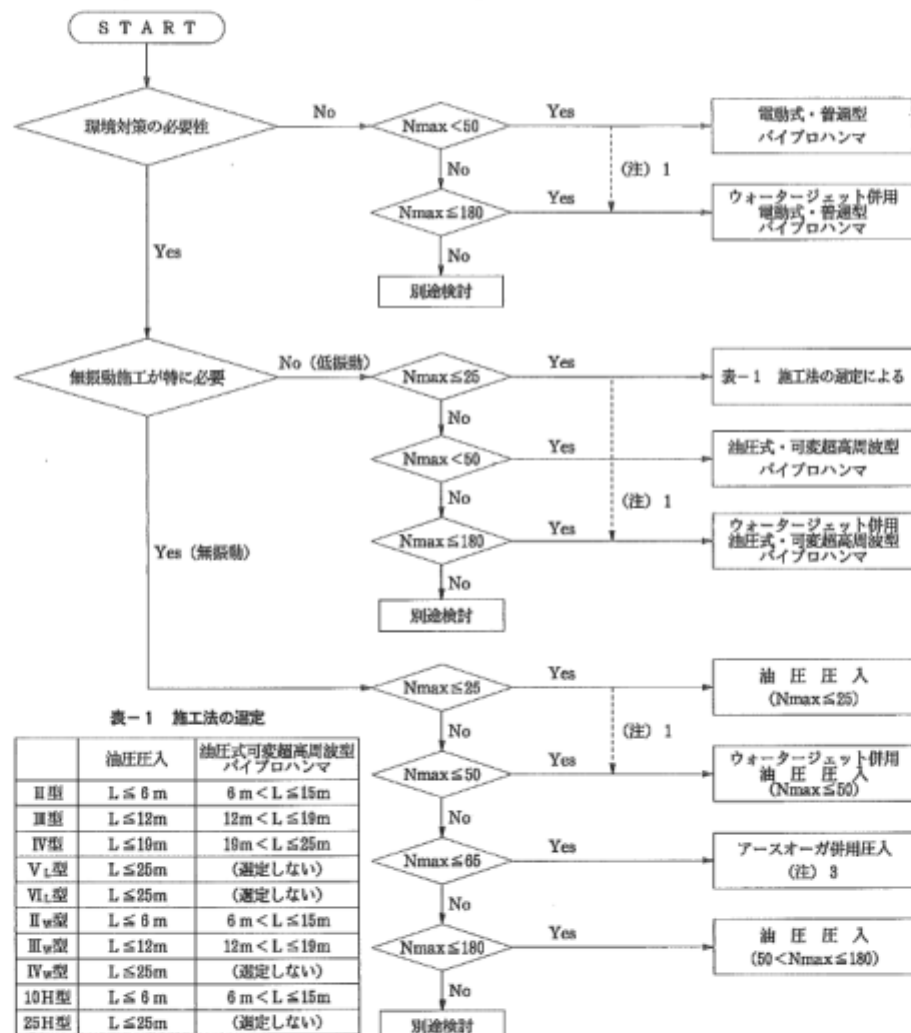 START
環境対策の必要性
No
Nmax<50
Yes
電動式・普通型
バイブロハンマ
No
(注) 1
Nmax≦180
Yes
ウォータージェット併用
電動式・普通型
バイブロハンマ
Yes
No
別途検討
無振動施工が特に必要
No (低振動)
Nmax≦25
Yes
表-1 施工法の選定による
No
Nmax<50
Yes
油圧式・可変超高周波型
バイブロハンマ
No
(注) 1
Nmax≦180
Yes
ウォータージェット併用
油圧式・可変超高周波型
バイブロハンマ
Yes (無振動)
No
別途検討
Nmax≦25
Yes
油圧圧入
(Nmax≦25)
No
(注) 1
Nmax≦50
Yes
ウォータージェット併用
油圧圧入
(Nmax≦50)
No
Nmax≦65
Yes
アースオーガ併用圧入
(注) 3
No
Nmax≦180
Yes
油圧圧入
(50<Nmax≦180)
No
別途検討
表-1 施工法の選定
油圧圧入 油圧式可変超高周波型
バイブロハンマ
Ⅱ型 L≦6m 6m<L≦15m
Ⅲ型 L≦12m 12m<L≦19m
Ⅳ型 L≦19m 19m<L≦25m
ⅤL型 L≦25m (選定しない)
ⅥL型 L≦25m (選定しない)
Ⅱw型 L≦6m 6m<L≦15m
Ⅲw型 L≦12m 12m<L≦19m
Ⅳw型 L≦25m (選定しない)
10H型 L≦6m 6m<L≦15m
25H型 L≦25m (選定しない)